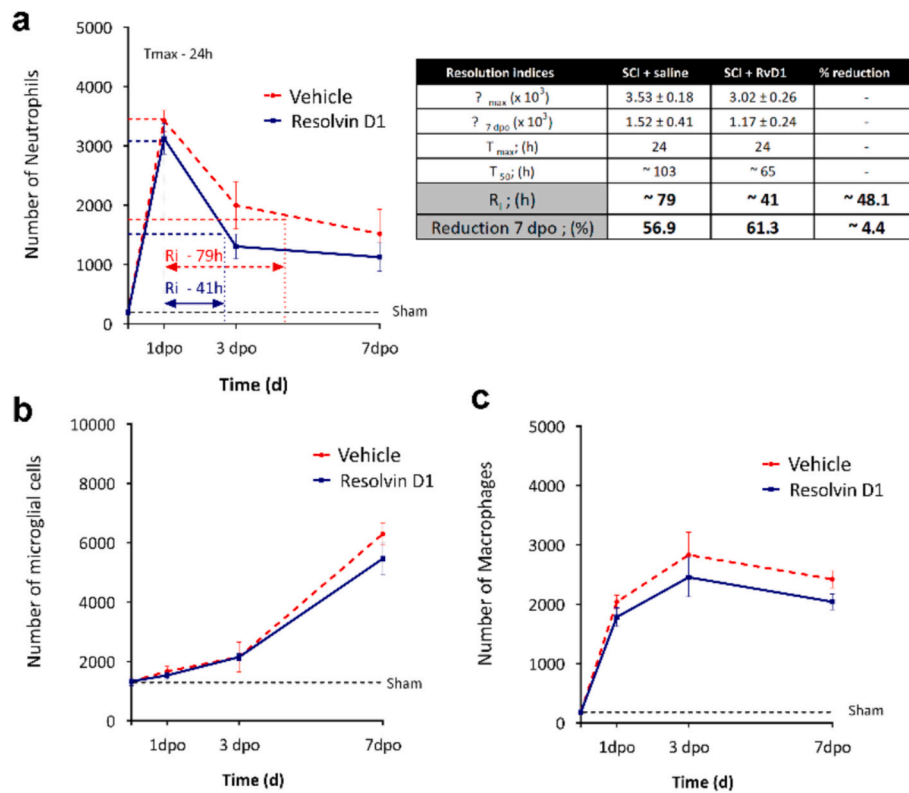 a
5000
4000
3000
2000
1000
0
Number of Neutrophils
Tmax - 24h
Vehicle
Resolvin D1
Ri - 79h
Ri - 41h
Sham
1dpo 3 dpo 7dpo
Time (d)
Resolution indices SCI + saline SCI + RvD1 % reduction
? max (x 10³) 3.53 ± 0.18 3.02 ± 0.26 -
? 7 dpo (x 10³) 1.52 ± 0.41 1.17 ± 0.24 -
T max; (h) 24 24 -
T 50; (h) ~ 103 ~ 65 -
Ri ; (h) ~ 79 ~ 41 ~ 48.1
Reduction 7 dpo ; (%) 56.9 61.3 ~ 4.4
b
10000
8000
6000
4000
2000
0
Number of microglial cells
Vehicle
Resolvin D1
Sham
1dpo 3 dpo 7dpo
Time (d)
c
5000
4000
3000
2000
1000
0
Number of Macrophages
Vehicle
Resolvin D1
Sham
1dpo 3 dpo 7dpo
Time (d)